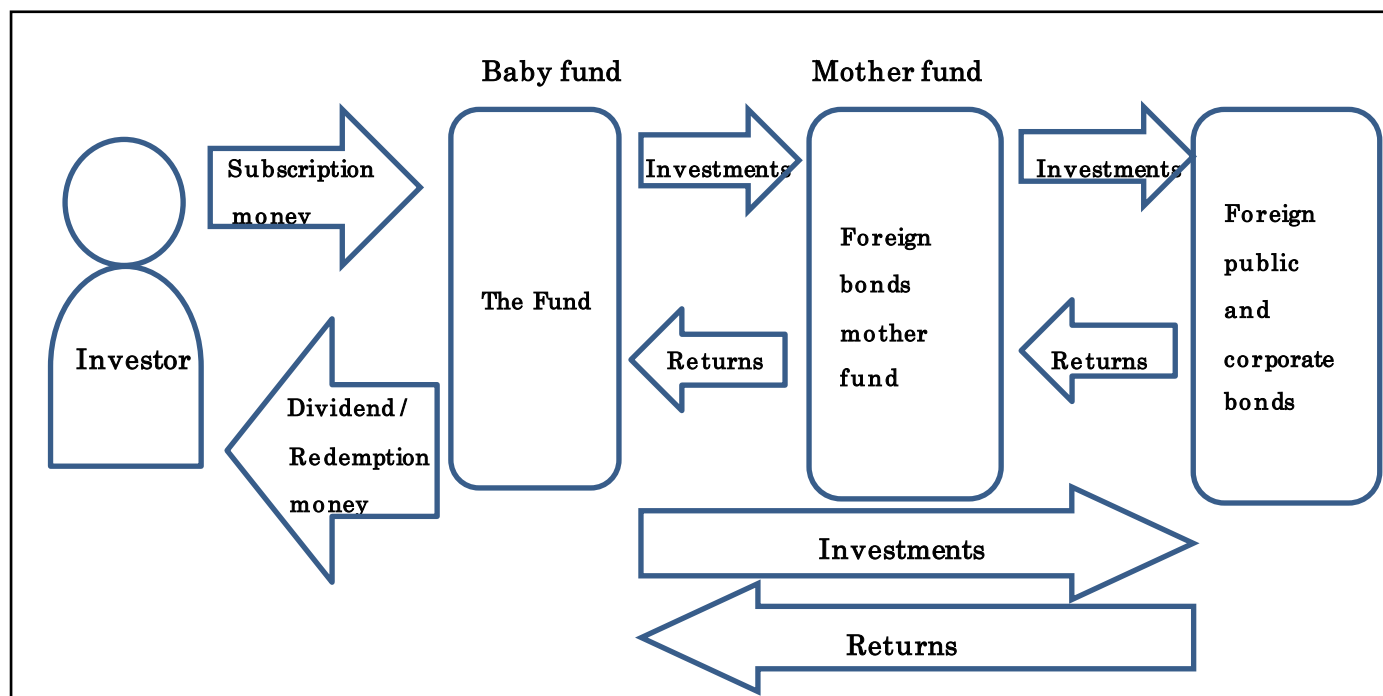 Baby fund
Mother fund
Subscription
money
Investments
Investments
Investor
The Fund
Foreign
bonds
mother
fund
Foreign
public
and
corporate
bonds
Returns
Returns
Dividend/
Redemption
money
Investments
Returns